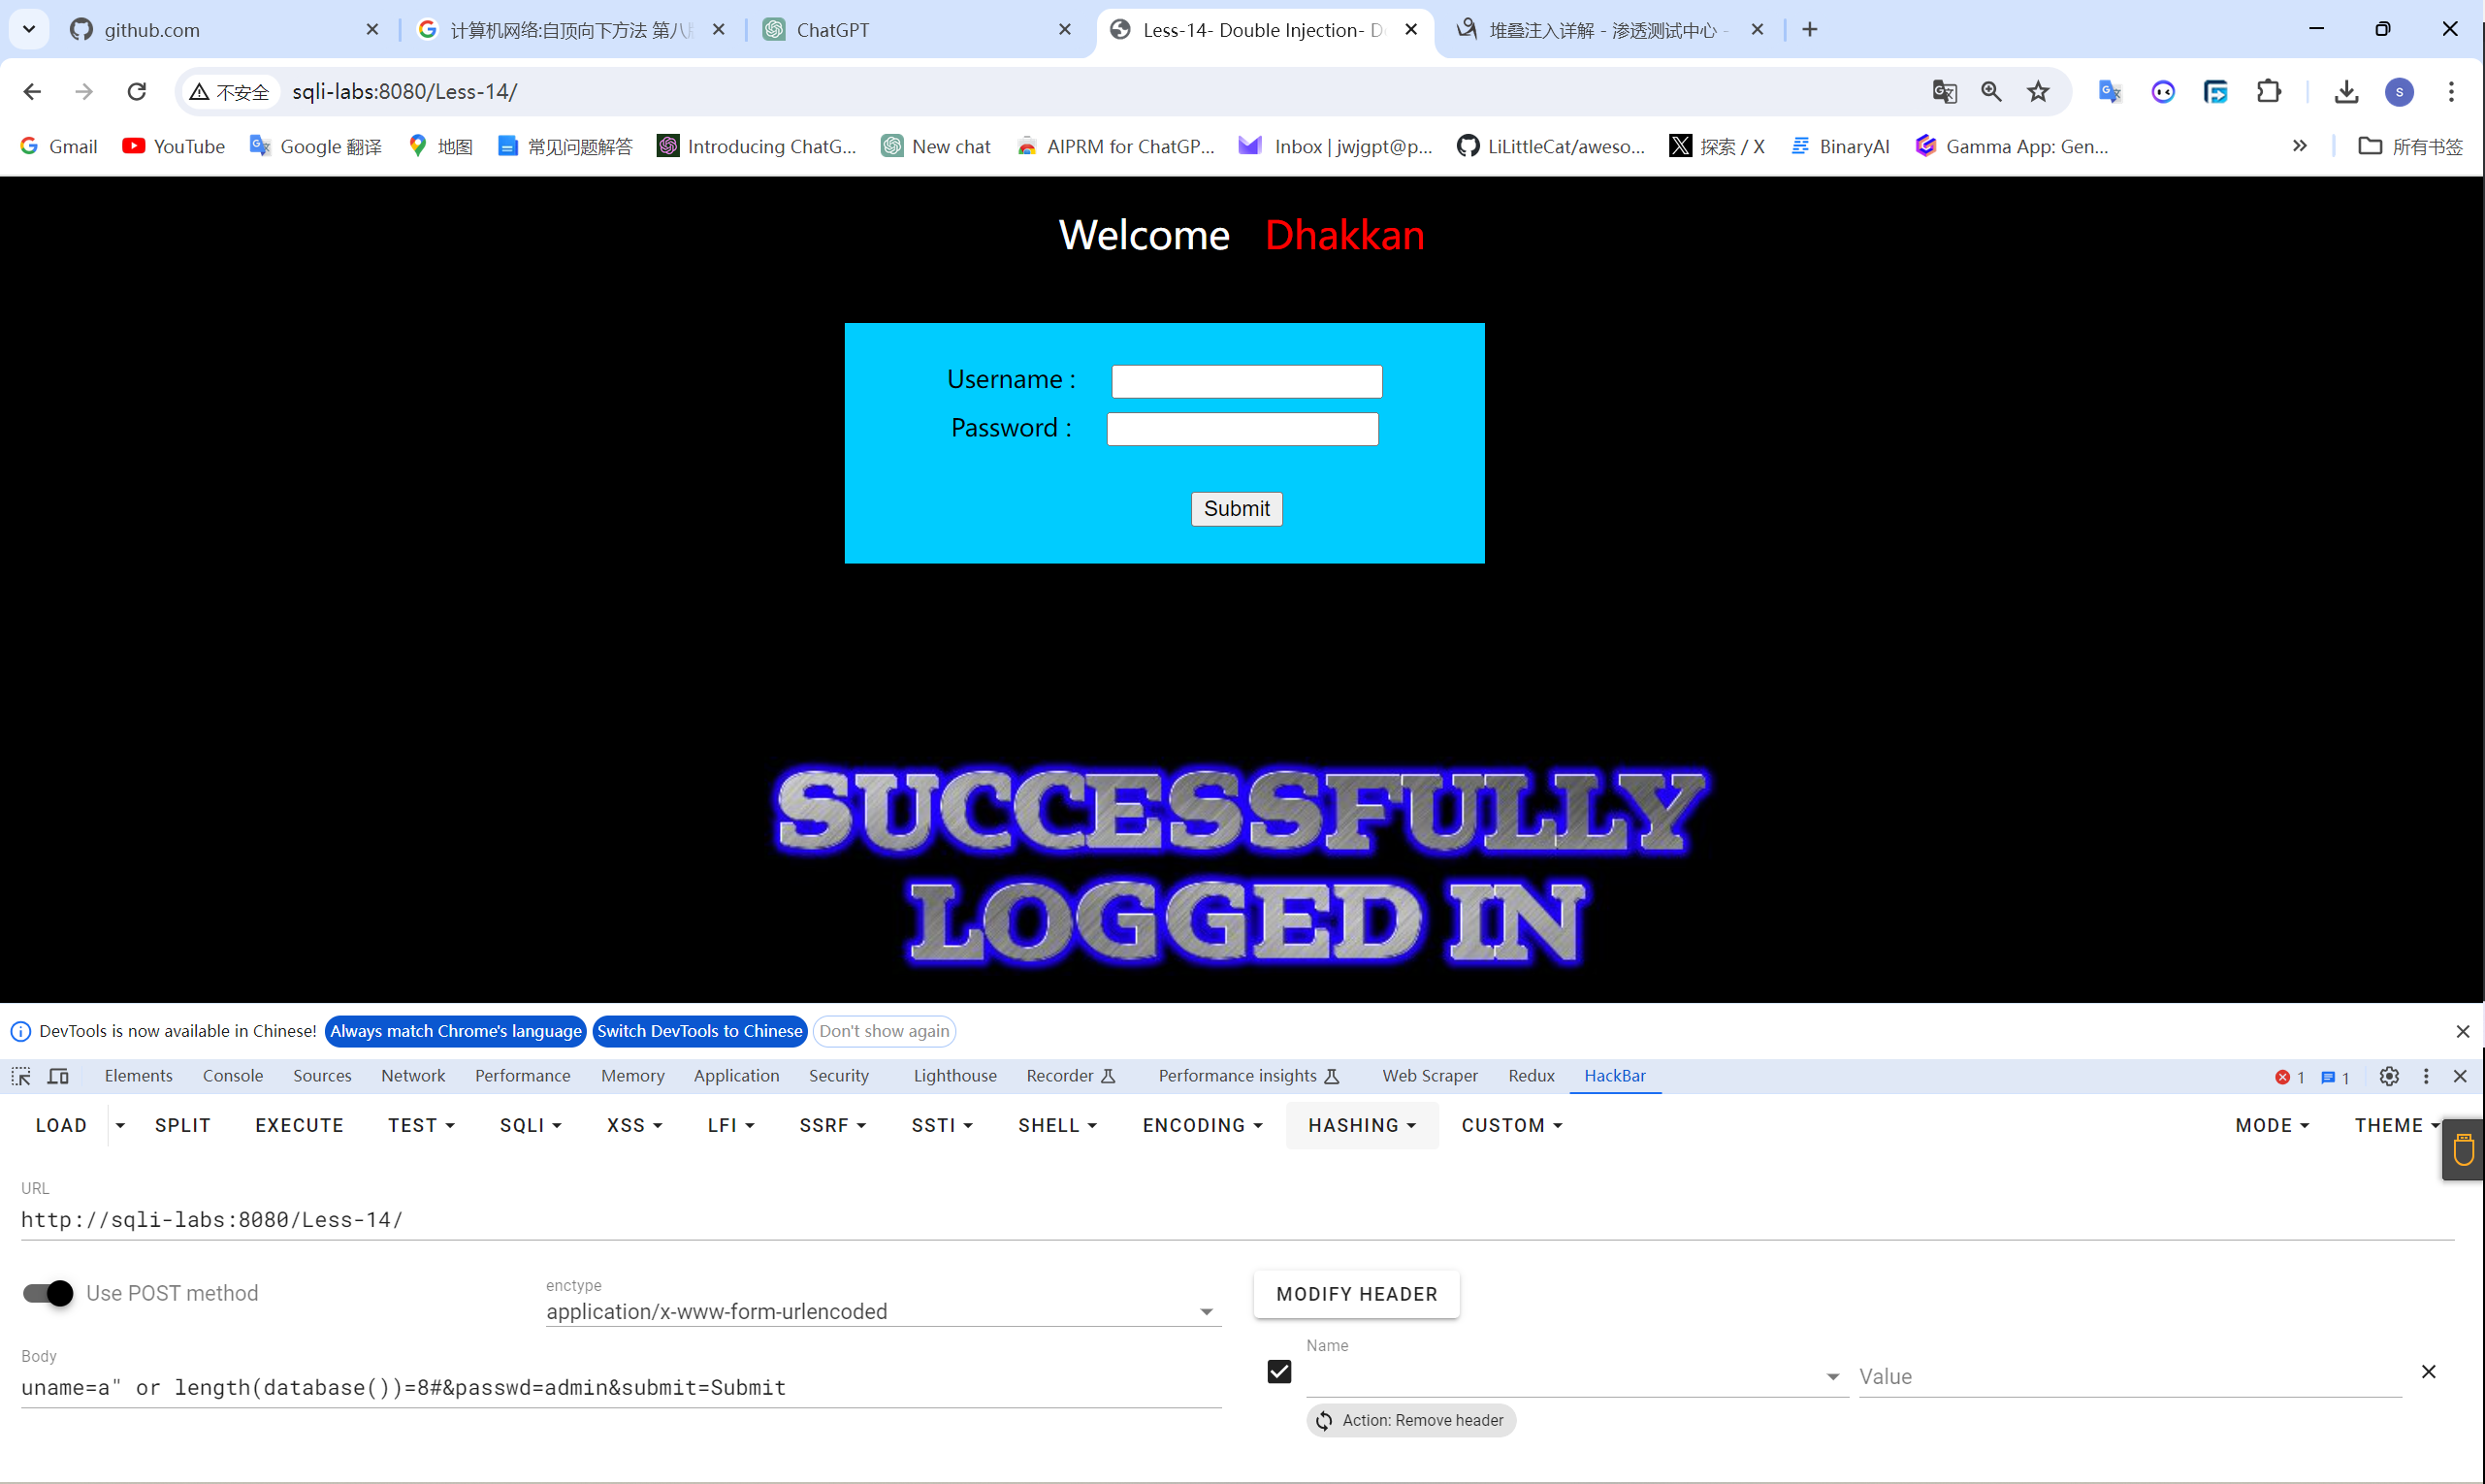 github.com
计算机网络:自顶向下方法 第八
ChatGPT
Less-14- Double Injection- D
堆叠注入详解 - 渗透测试中心 -
不安全
sqli-labs:8080/Less-14/
S
Gmail
YouTube
Google 翻译
地图
常见问题解答
Introducing ChatG...
New chat
AIPRM for ChatGP...
Inbox | jwjgpt@p...
LiLittleCat/aweso...
探索 / X
BinaryAI
Gamma App: Gen...
所有书签
Welcome Dhakkan
Username :
Password :
Submit
SUCCESSFULLY
LOGGED IN
DevTools is now available in Chinese! Always match Chrome's language Switch DevTools to Chinese Don't show again
Elements Console Sources Network Performance Memory Application Security Lighthouse Recorder Performance insights Web Scraper Redux HackBar 1 1
LOAD SPLIT EXECUTE TEST SQLI XSS LFI SSRF SSTI SHELL ENCODING HASHING CUSTOM MODE THEME
URL
http://sqli-labs:8080/Less-14/
Use POST method
enctype
application/x-www-form-urlencoded
MODIFY HEADER
Body
uname=a" or length(database())=8#&passwd=admin&submit=Submit
Name
Value
Action: Remove header